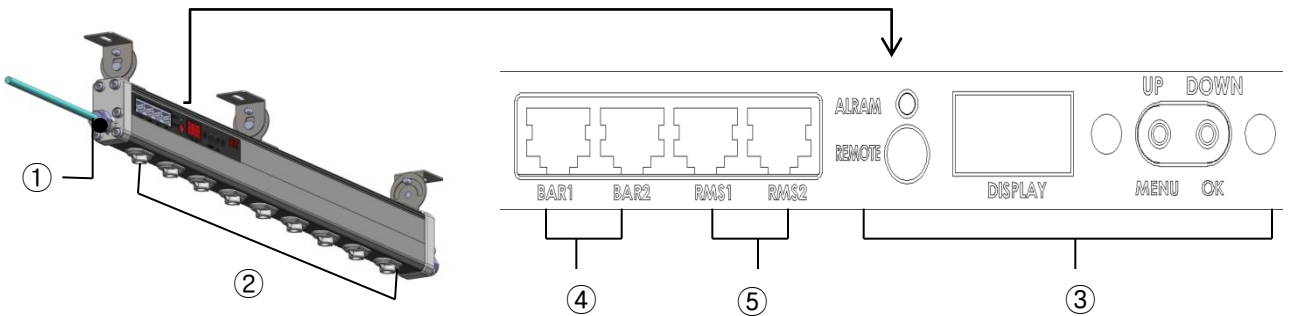 UP DOWN
ALRAM
REMOTE
BAR1 BAR2 RMS1 RMS2
DISPLAY
MENU OK
①
②
④
⑤
③